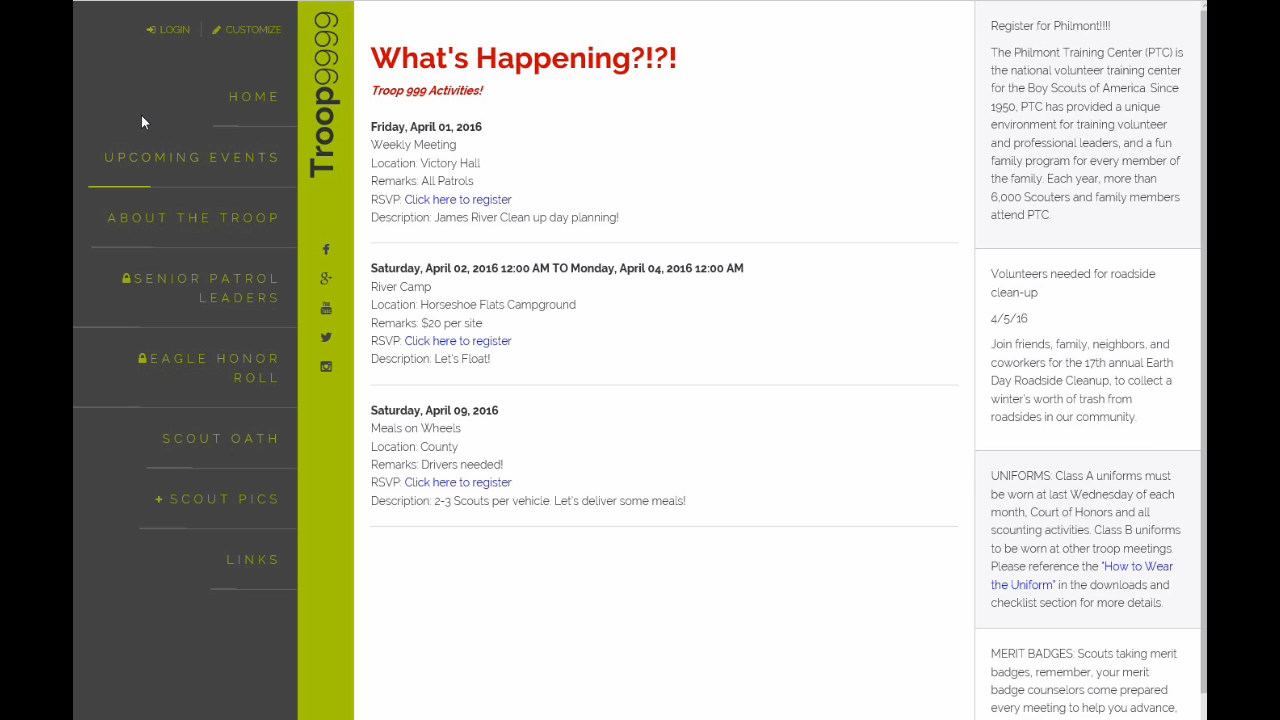 LOGIN
CUSTOMIZE
HOME
UPCOMING EVENTS
ABOUT THE TROOP
SENIOR PATROL
LEADERS
EAGLE HONOR
ROLL
SCOUT OATH
+ SCOUT PICS
LINKS
Troop9999
What's Happening?!?!
Troop 999 Activities!
Friday, April 01, 2016
Weekly Meeting
Location: Victory Hall
Remarks: All Patrols
RSVP: Click here to register
Description: James River Clean up day planning!
Saturday, April 02, 2016 12:00 AM TO Monday, April 04, 2016 12:00 AM
River Camp
Location: Horseshoe Flats Campground
Remarks: $20 per site
RSVP: Click here to register
Description: Let's Float!
Saturday, April 09, 2016
Meals on Wheels
Location: County
Remarks: Drivers needed!
RSVP: Click here to register
Description: 2-3 Scouts per vehicle. Let's deliver some meals!
Register for Philmont!!!!
The Philmont Training Center (PTC) is
the national volunteer training center
for the Boy Scouts of America. Since
1950, PTC has provided a unique
environment for training volunteer
and professional leaders, and a fun
family program for every member of
the family. Each year, more than
6,000 Scouters and family members
attend PTC.
Volunteers needed for roadside
clean-up
4/5/16
Join friends, family, neighbors, and
coworkers for the 17th annual Earth
Day Roadside Cleanup, to collect a
winter's worth of trash from
roadsides in our community.
UNIFORMS: Class A uniforms must
be worn at last Wednesday of each
month, Court of Honors and all
scounting activities. Class B uniforms
to be worn at other troop meetings.
Please reference the "How to Wear
the Uniform" in the downloads and
checklist section for more details.
MERIT BADGES: Scouts taking merit
badges, remember, your merit
badge counselors come prepared
every meeting to help you advance,